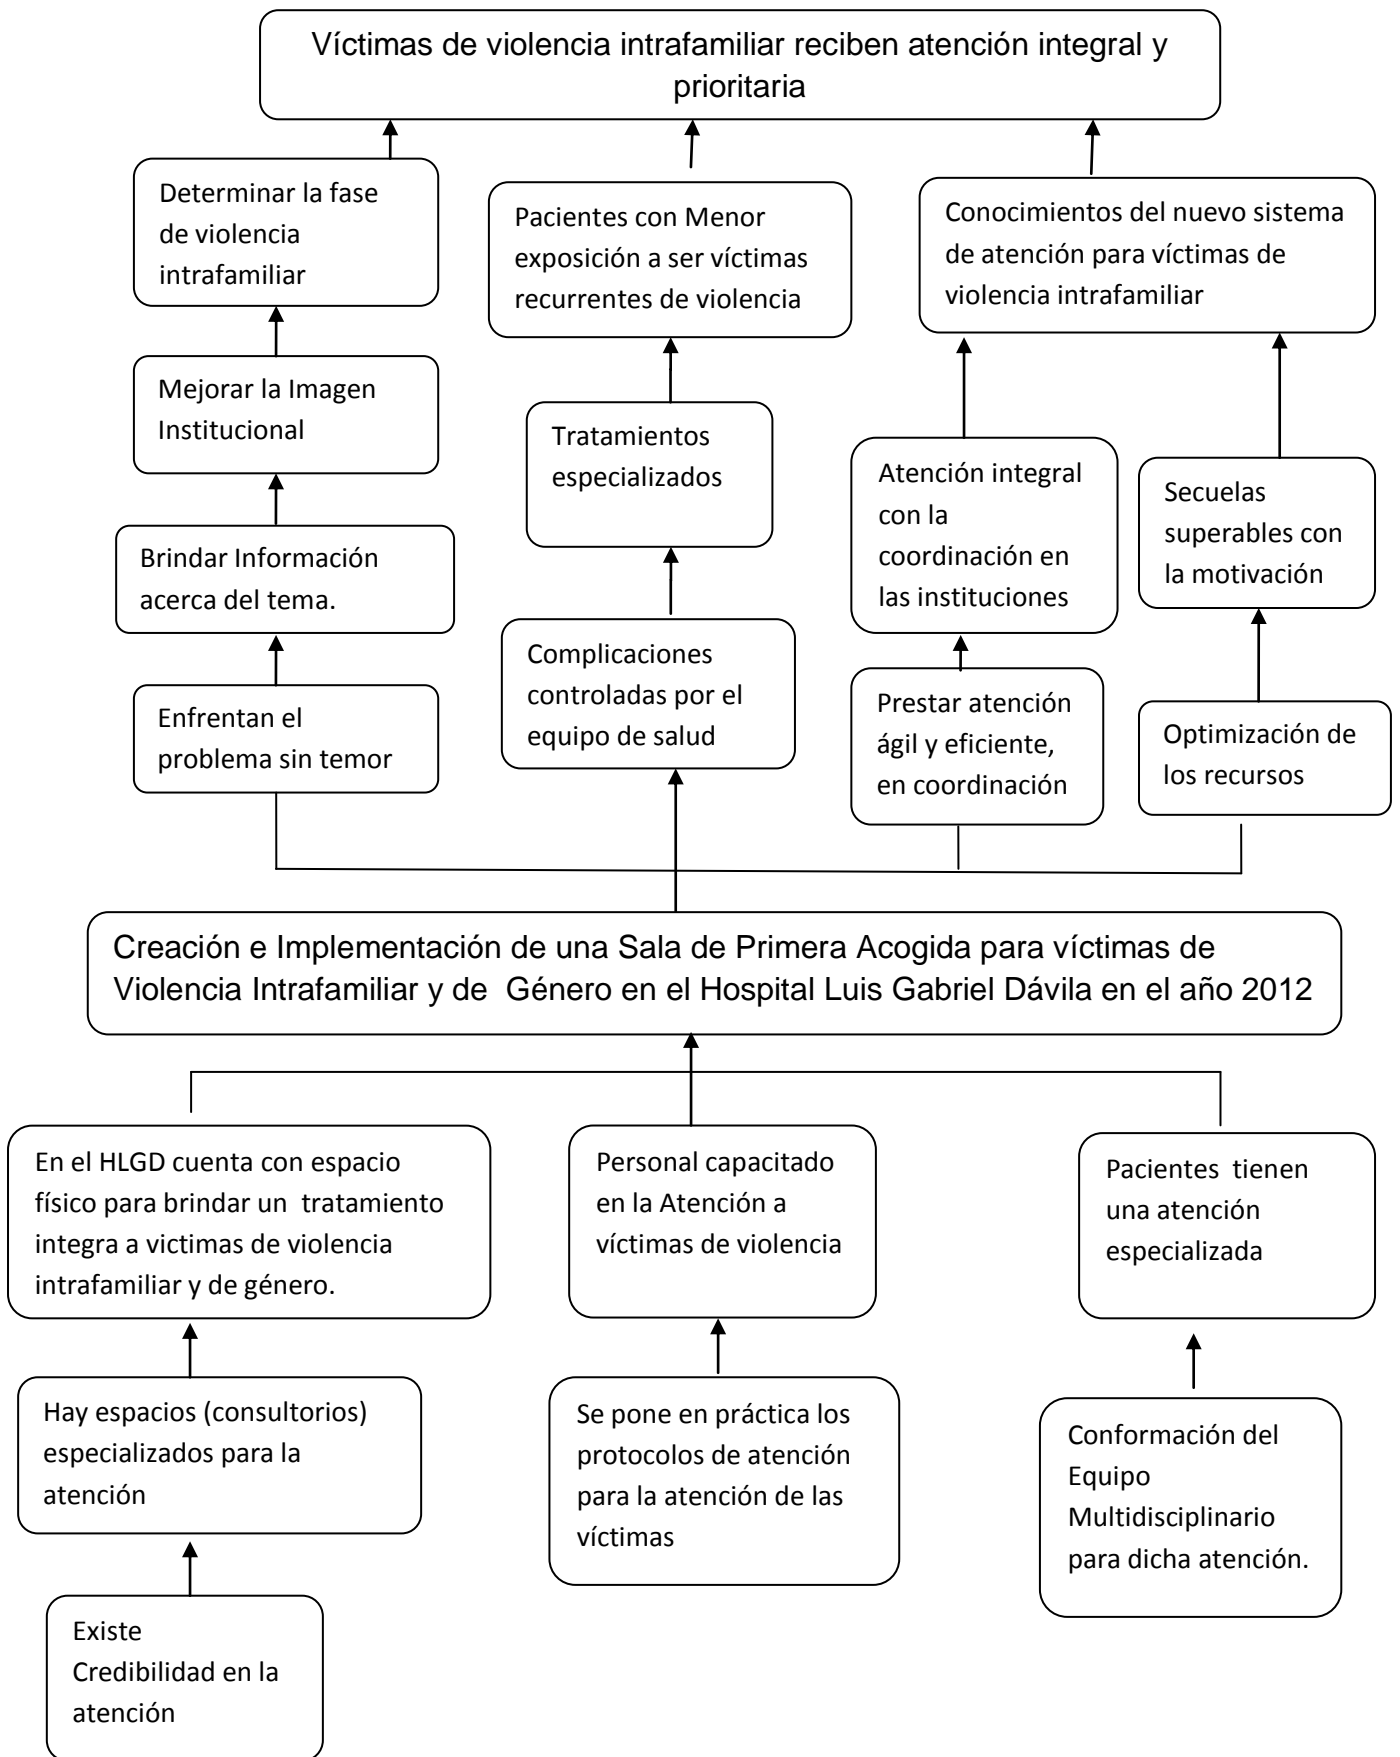 Víctimas de violencia intrafamiliar reciben atención integral y
prioritaria
Determinar la fase
de violencia
intrafamiliar
Pacientes con Menor
exposición a ser víctimas
recurrentes de violencia
Conocimientos del nuevo sistema
de atención para víctimas de
violencia intrafamiliar
Mejorar la Imagen
Institucional
Tratamientos
especializados
Atención integral
con la
coordinación en
las instituciones
Secuelas
superables con
la motivación
Brindar Información
acerca del tema.
Complicaciones
controladas por el
equipo de salud
Enfrentan el
problema sin temor
Prestar atención
ágil y eficiente,
en coordinación
Optimización de
los recursos
Creación e Implementación de una Sala de Primera Acogida para víctimas de
Violencia Intrafamiliar y de  Género en el Hospital Luis Gabriel Dávila en el año 2012
En el HLGD cuenta con espacio
físico para brindar un  tratamiento
integra a victimas de violencia
intrafamiliar y de género.
Personal capacitado
en la Atención a
víctimas de violencia
Pacientes  tienen
una atención
especializada
Hay espacios (consultorios)
especializados para la
atención
Se pone en práctica los
protocolos de atención
para la atención de las
víctimas
Conformación del
Equipo
Multidisciplinario
para dicha atención.
Existe
Credibilidad en la
atención